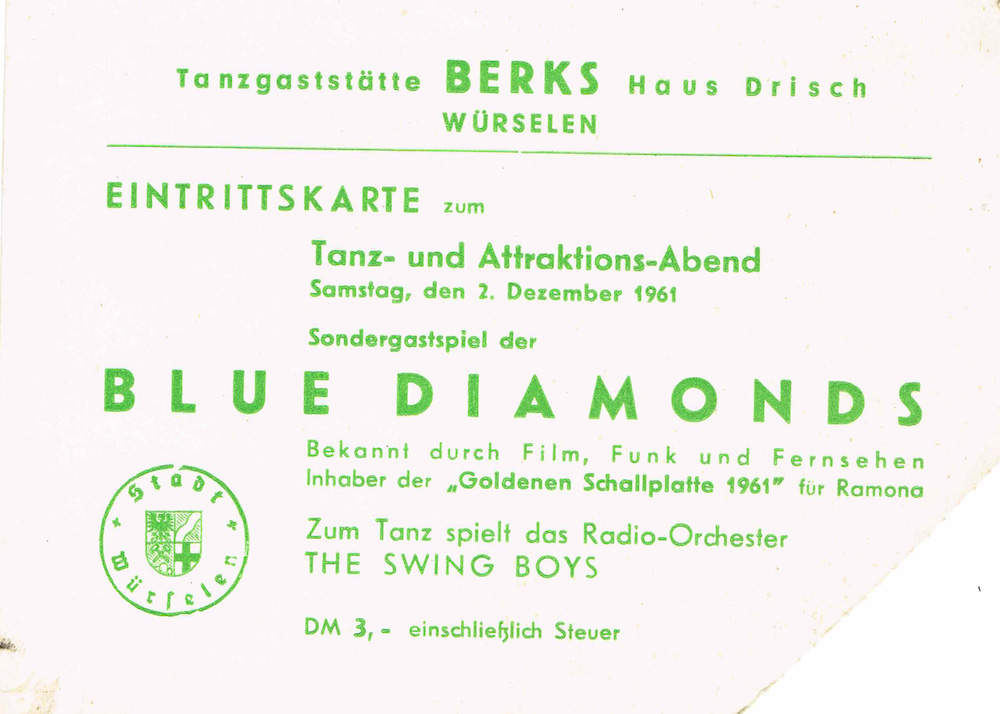 Tanzgaststätte BERKS Haus Drisch
WÜRSELEN
EINTRITTSKARTE zum
Tanz- und Attraktions-Abend
Samstag, den 2. Dezember 1961
Sondergastspiel der
BLUE DIAMONDS
Bekannt durch Film, Funk und Fernsehen
Inhaber der „Goldenen Schallplatte 1961" für Ramona
Zum Tanz spielt das Radio-Orchester
THE SWING BOYS
DM 3,- einschließlich Steuer
Stadt
Würselen